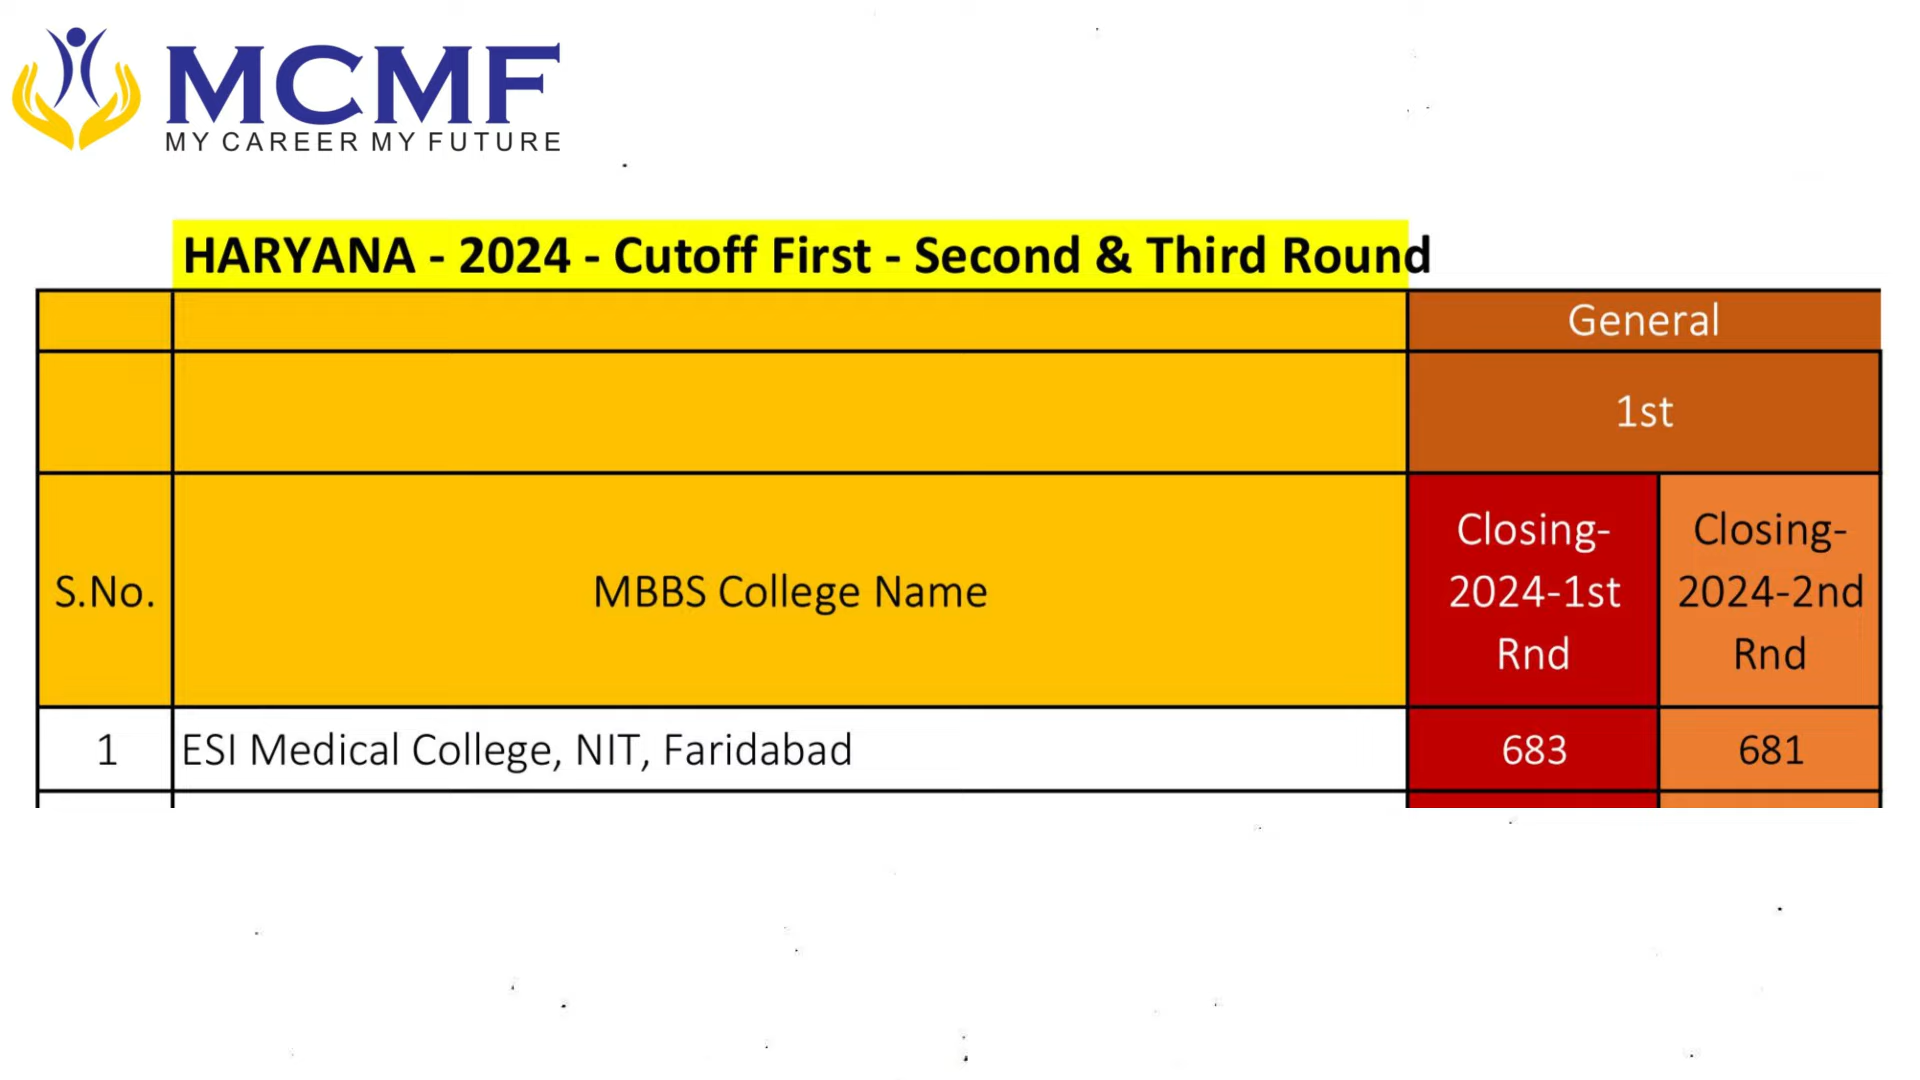 MCMF
MY CAREER MY FUTURE
HARYANA - 2024 - Cutoff First - Second & Third Round
General
1st
S.No.
MBBS College Name
Closing-
2024-1st
Rnd
Closing-
2024-2nd
Rnd
1 ESI Medical College, NIT, Faridabad 683 681